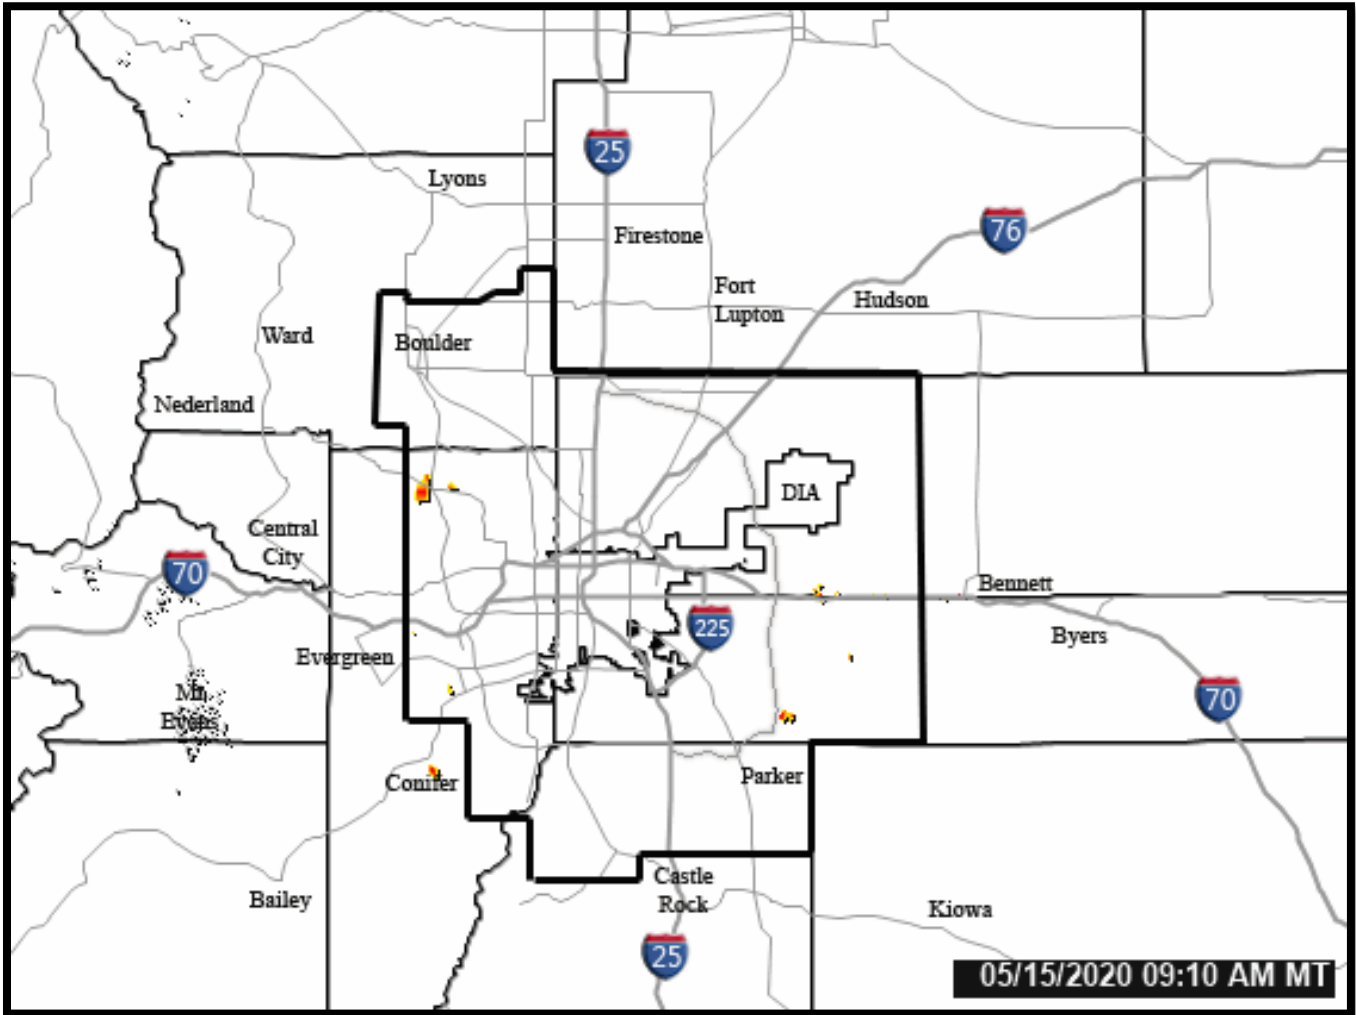 25
Lyons
76
Firestone
Fort
Lupton
Hudson
Ward
Boulder
Nederland
DIA
Central
City
70
Bennett
225
Byers
Evergreen
Mt.
Evans
70
Conifer
Parker
Castle
Rock
Bailey
Kiowa
25
05/15/2020 09:10 AM MT